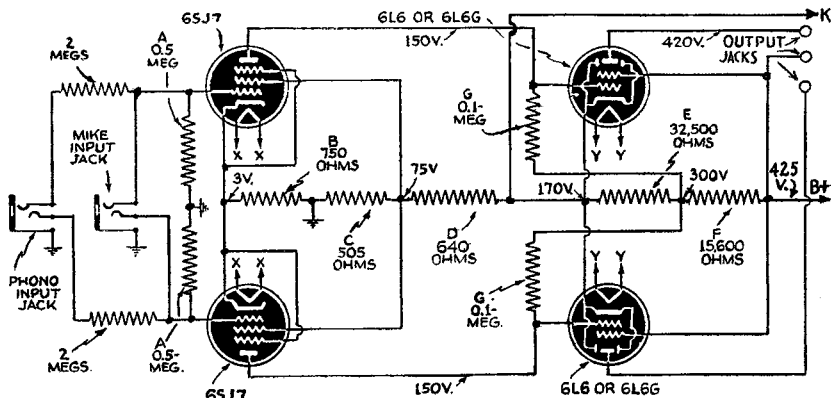 6SJ7
6L6 OR 6L6G
K
2
MEGS.
A
0.5
MEG
150V.
420V.
OUTPUT
JACKS
G
0.1-
MEG
E
32,500
OHMS
MIKE
INPUT
JACK
X X
B
750
OHMS
Y Y
3V.
75V
170V.
300V.
425
V.
B+
C
505
OHMS
D
640
OHMS
F
15,600
OHMS
PHONO
INPUT
JACK
X X
G
0.1-
MEG.
Y Y
2
MEGS.
A
0.5-
MEG.
6SJ7
150V.
6L6 OR 6L6G